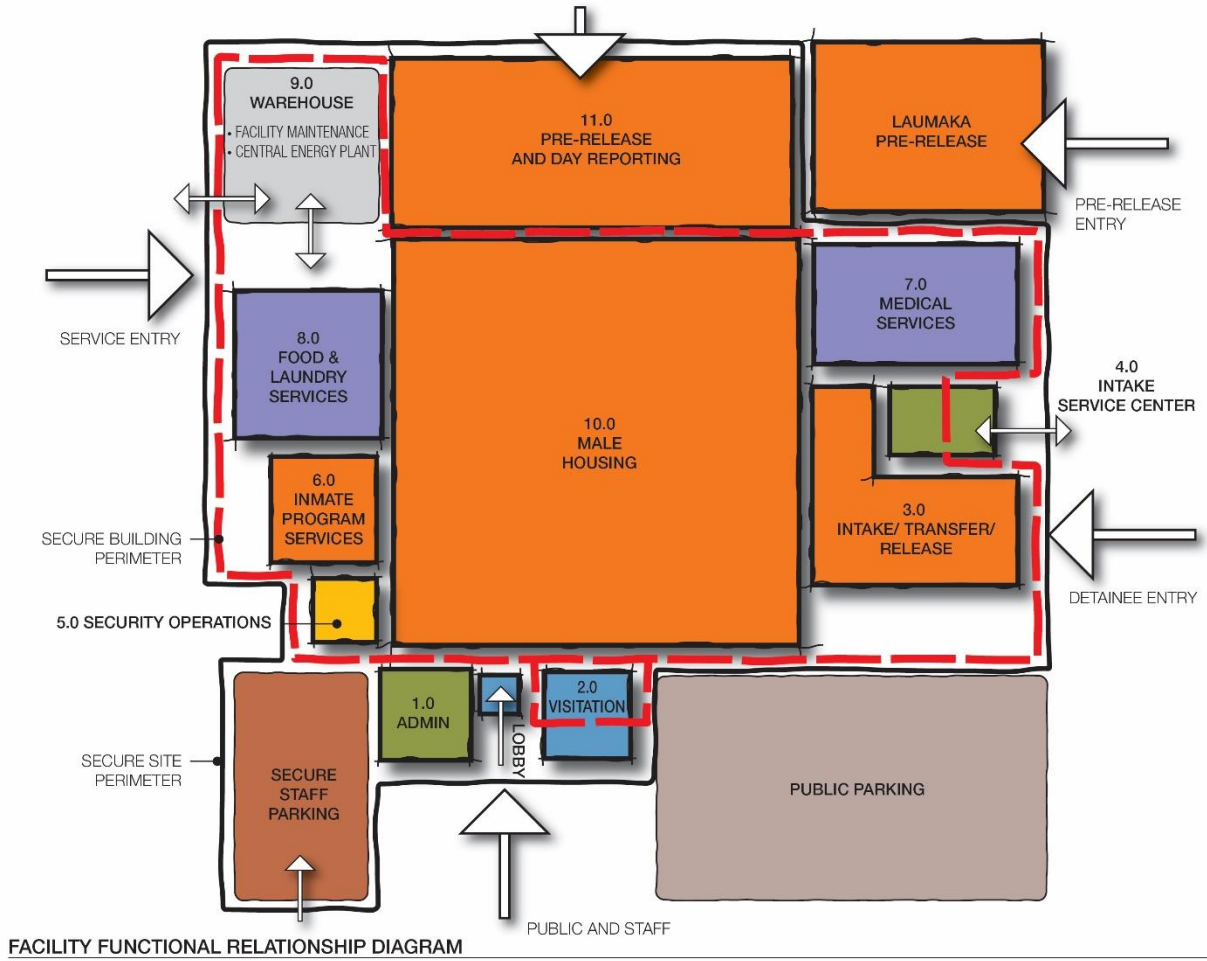 9.0
WAREHOUSE
• FACILITY MAINTENANCE
• CENTRAL ENERGY PLANT
11.0
PRE-RELEASE
AND DAY REPORTING
LAUMAKA
PRE-RELEASE
PRE-RELEASE
ENTRY
SERVICE ENTRY
8.0
FOOD &
LAUNDRY
SERVICES
7.0
MEDICAL
SERVICES
4.0
INTAKE
SERVICE CENTER
10.0
MALE
HOUSING
6.0
INMATE
PROGRAM
SERVICES
SECURE BUILDING
PERIMETER
3.0
INTAKE/ TRANSFER/
RELEASE
DETAINEE ENTRY
5.0 SECURITY OPERATIONS
1.0
ADMIN
LOBBY
2.0
VISITATION
SECURE SITE
PERIMETER
SECURE
STAFF
PARKING
PUBLIC PARKING
PUBLIC AND STAFF
FACILITY FUNCTIONAL RELATIONSHIP DIAGRAM